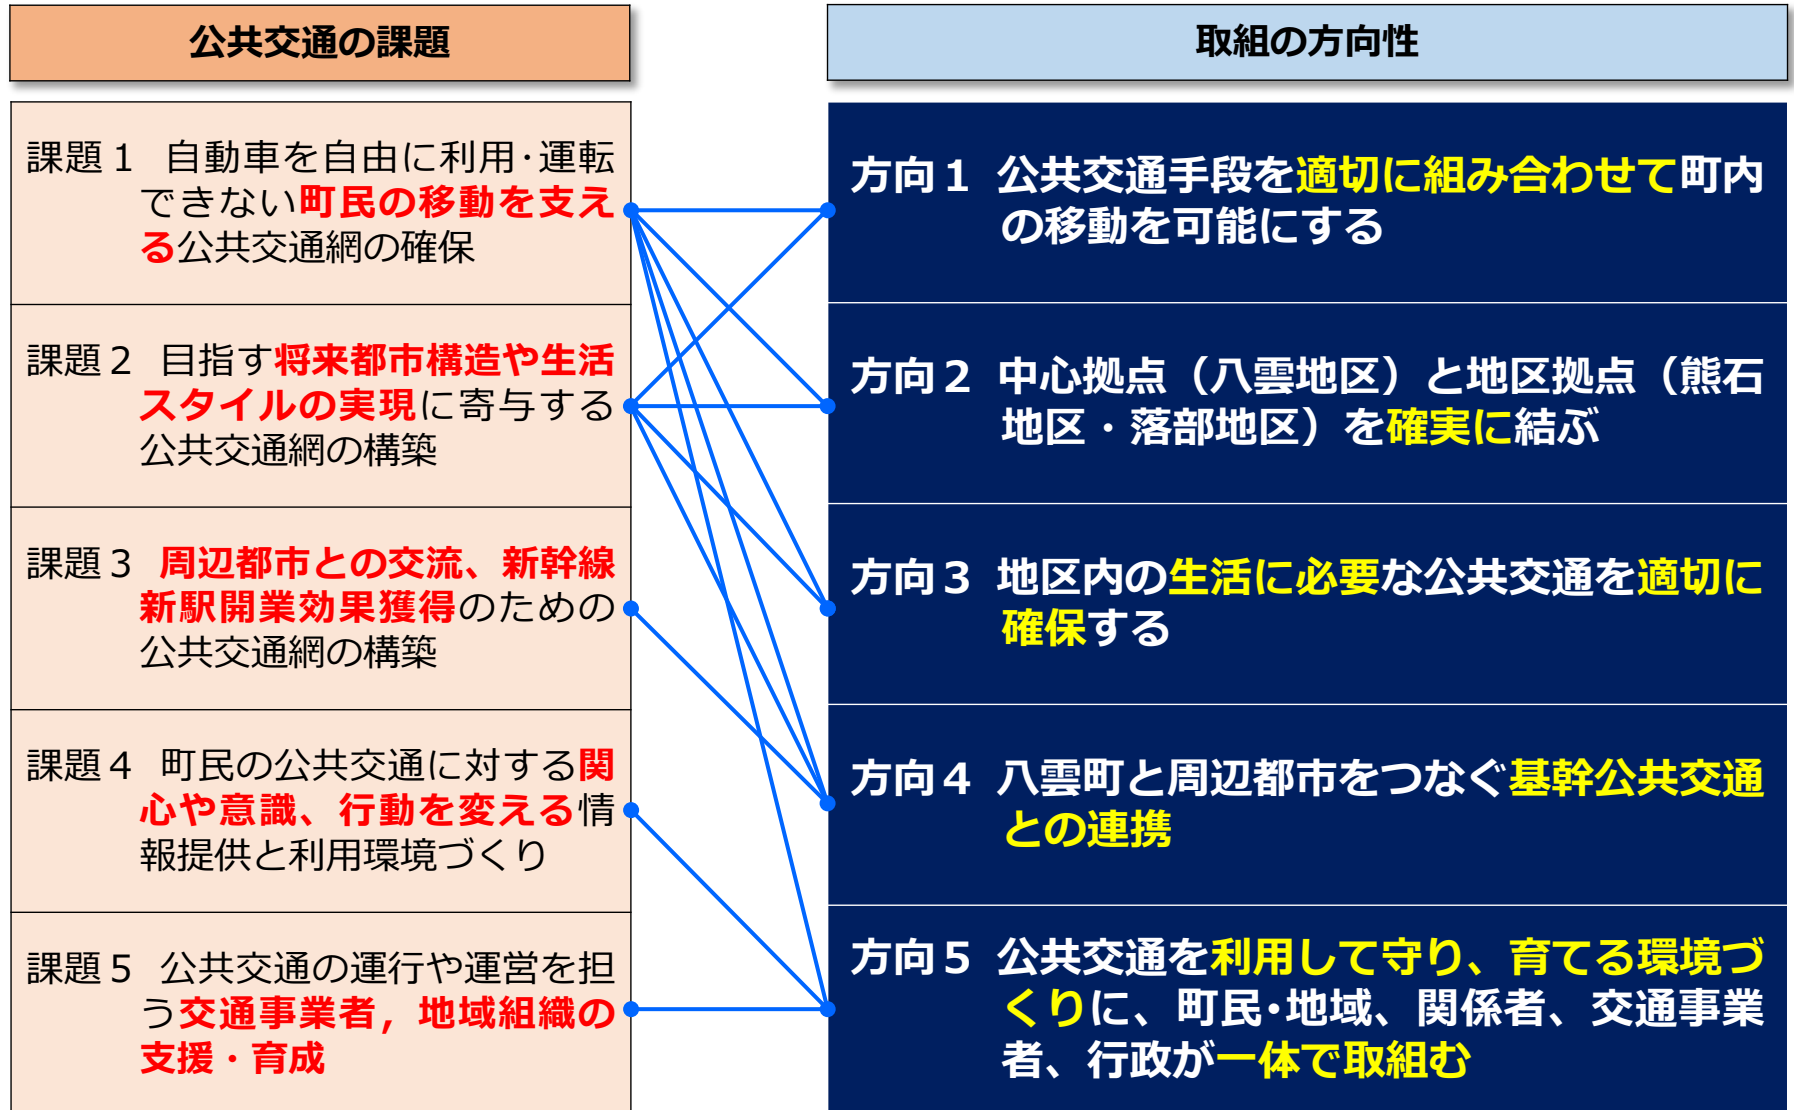 公共交通の課題
取組の方向性
課題1 自動車を自由に利用・運転
できない町民の移動を支え
る公共交通網の確保
課題2 目指す将来都市構造や生活
スタイルの実現に寄与する
公共交通網の構築
課題3 周辺都市との交流、新幹線
新駅開業効果獲得のための
公共交通網の構築
課題4 町民の公共交通に対する関
心や意識、行動を変える情
報提供と利用環境づくり
課題5 公共交通の運行や運営を担
う交通事業者，地域組織の
支援・育成
方向1 公共交通手段を適切に組み合わせて町内
の移動を可能にする
方向2 中心拠点（八雲地区）と地区拠点（熊石
地区・落部地区）を確実に結ぶ
方向3 地区内の生活に必要な公共交通を適切に
確保する
方向4 八雲町と周辺都市をつなぐ基幹公共交通
との連携
方向5 公共交通を利用して守り、育てる環境づ
くりに、町民・地域、関係者、交通事業
者、行政が一体で取組む